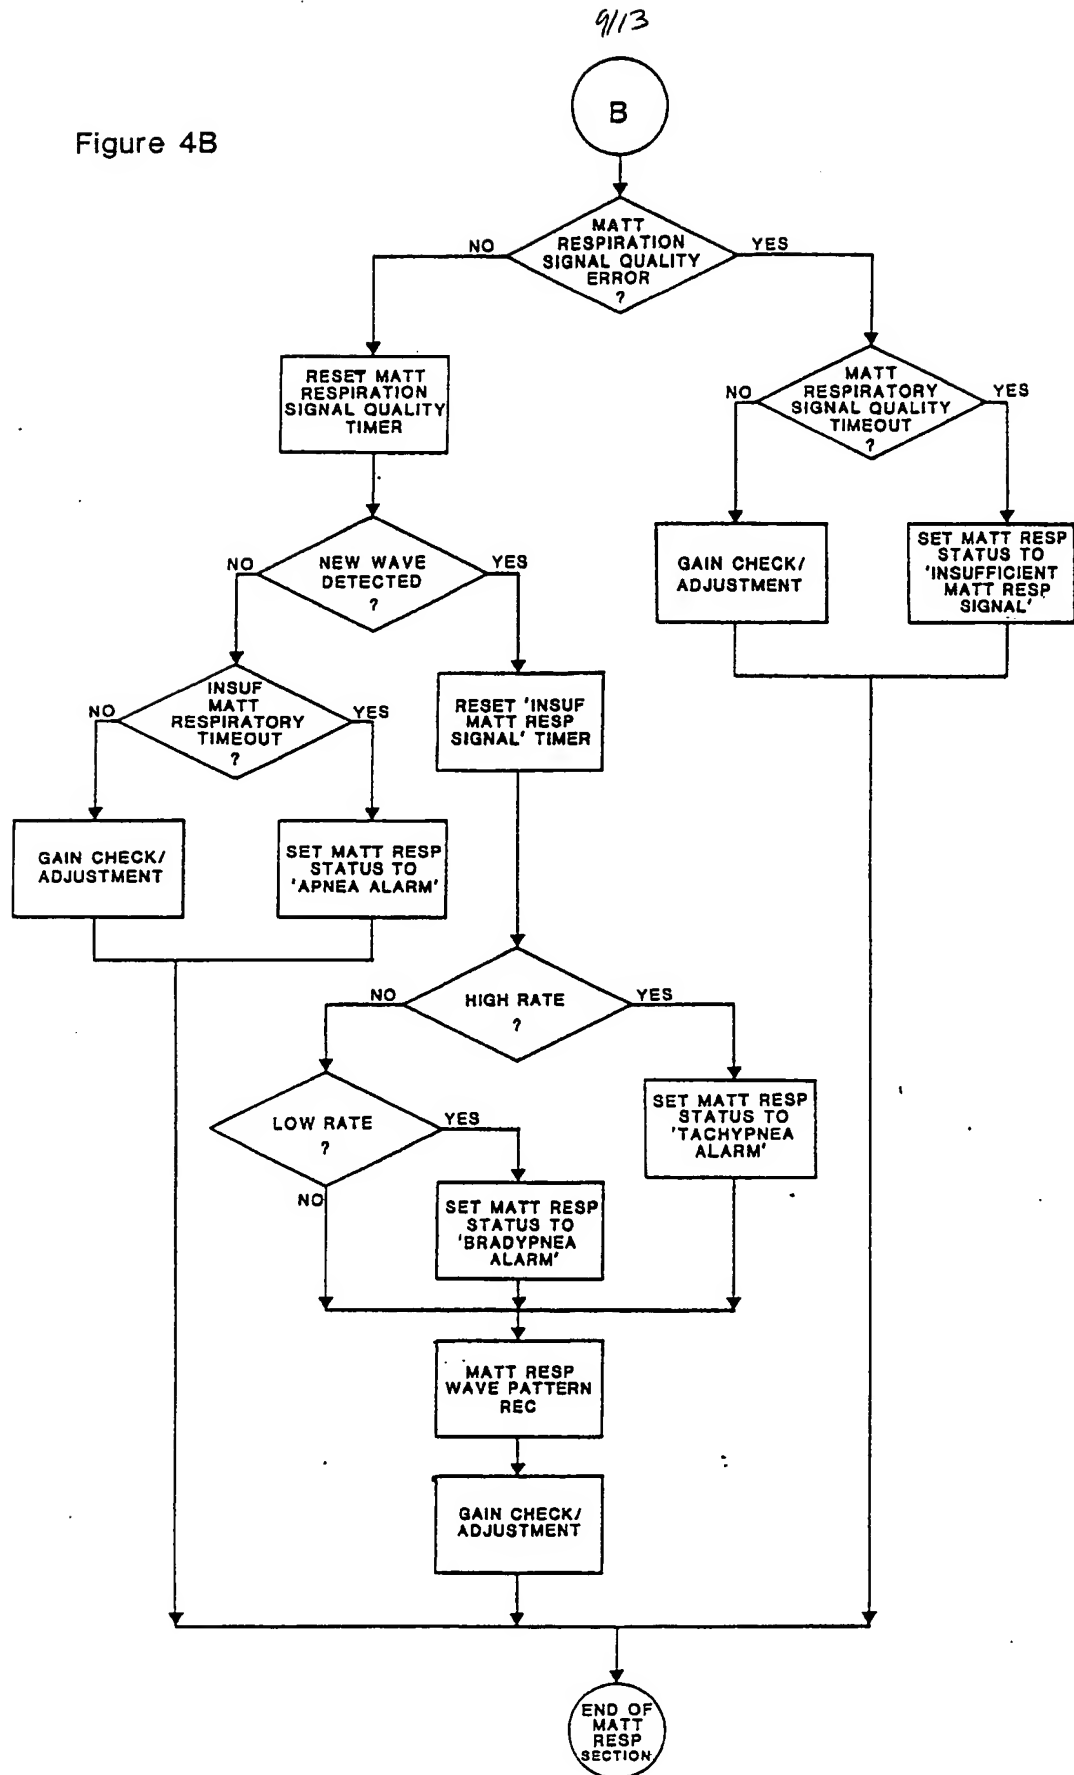 9/13
B
Figure 4B
MATT
RESPIRATION
SIGNAL QUALITY
ERROR
?
NO
YES
RESET MATT
RESPIRATION
SIGNAL QUALITY
TIMER
MATT
RESPIRATORY
SIGNAL QUALITY
TIMEOUT
?
NO
YES
NEW WAVE
DETECTED
?
NO
YES
GAIN CHECK/
ADJUSTMENT
SET MATT RESP
STATUS TO
'INSUFFICIENT
MATT RESP
SIGNAL'
INSUF
MATT
RESPIRATORY
TIMEOUT
?
NO
YES
RESET 'INSUF
MATT RESP
SIGNAL' TIMER
GAIN CHECK/
ADJUSTMENT
SET MATT RESP
STATUS TO
'APNEA ALARM'
HIGH RATE
?
NO
YES
LOW RATE
?
YES
NO
SET MATT RESP
STATUS TO
'TACHYPNEA
ALARM'
SET MATT RESP
STATUS TO
'BRADYPNEA
ALARM'
MATT RESP
WAVE PATTERN
REC
GAIN CHECK/
ADJUSTMENT
END OF
MATT
RESP
SECTION